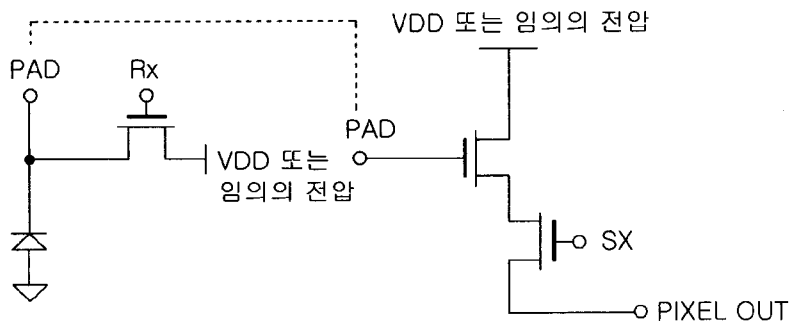 VDD 또는 임의의 전압
PAD
Rx
PAD
VDD 또는
임의의 전압
SX
PIXEL OUT